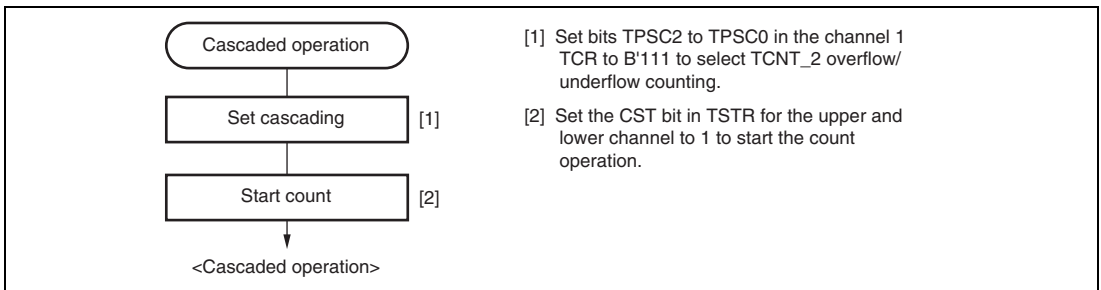 Cascaded operation
Set cascading
[1]
Start count
[2]
<Cascaded operation>
[1] Set bits TPSC2 to TPSC0 in the channel 1
TCR to B'111 to select TCNT_2 overflow/
underflow counting.
[2] Set the CST bit in TSTR for the upper and
lower channel to 1 to start the count
operation.